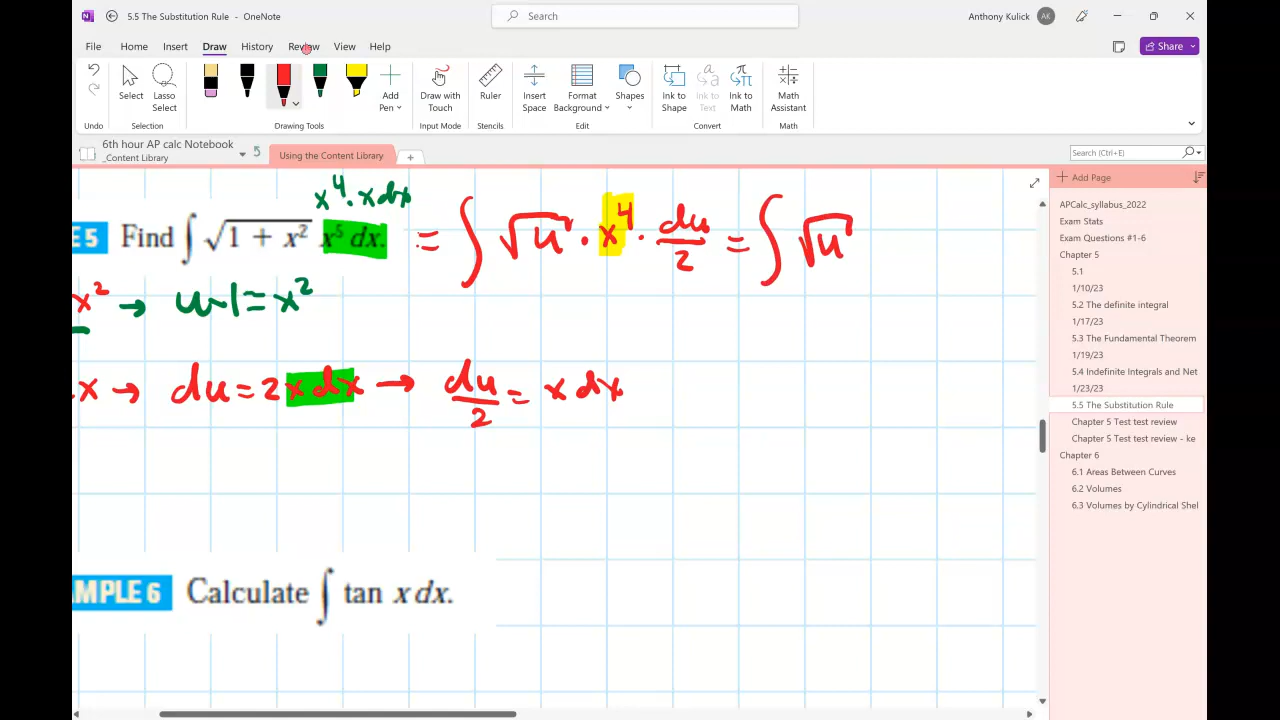 5.5 The Substitution Rule - OneNote
Search
Anthony Kulick AK
File Home Insert Draw History Review View Help
Share
Undo
Select
Lasso Select
Add Pen
Draw with Touch
Ruler
Insert Space
Format Background
Shapes
Ink to Shape
Ink to Text
Ink to Math
Math Assistant
Undo Selection Drawing Tools Input Mode Stencils Edit Convert Math
6th hour AP calc Notebook
_Content Library
Using the Content Library
Search (Ctrl+E)
Add Page
APCalc_syllabus_2022
Exam Stats
Exam Questions #1-6
Chapter 5
5.1
1/10/23
5.2 The definite integral
1/17/23
5.3 The Fundamental Theorem
1/19/23
5.4 Indefinite Integrals and Net
1/23/23
5.5 The Substitution Rule
Chapter 5 Test test review
Chapter 5 Test test review - ke
Chapter 6
6.1 Areas Between Curves
6.2 Volumes
6.3 Volumes by Cylindrical Shel
x⁴·x dx
E 5 Find ∫ √(1 + x²) x⁵ dx. = ∫ √u · x⁴ · du/2 = ∫ √u
x² → u-1 = x²
x → du = 2x dx → du/2 = x dx
MPLE 6 Calculate ∫ tan x dx.